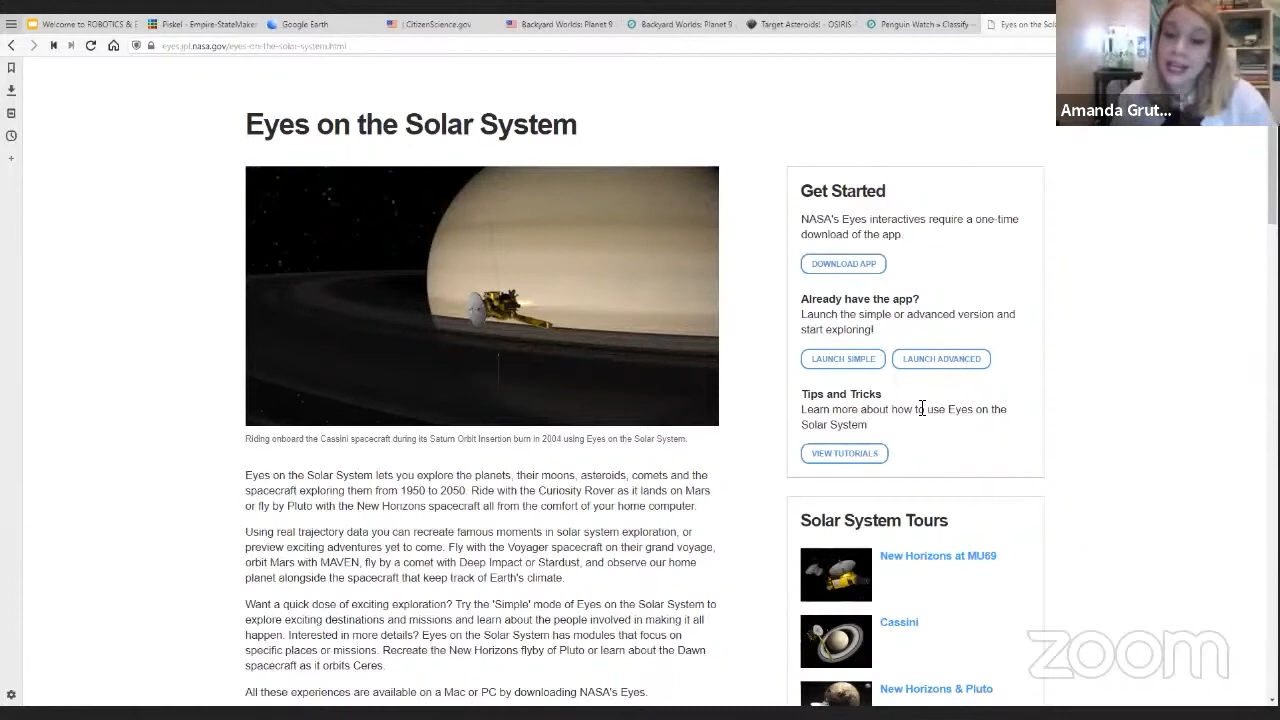 Welcome to ROBOTICS & E
Piskel - Empire-StateMaker
Google Earth
CitizenScience.gov
Backyard Worlds: Planet 9
Backyard Worlds: Planet 9
Target Asteroids! - OSIRIS-
Penguin Watch » Classify
Eyes on the Sola
eyes.jpl.nasa.gov/eyes-on-the-solar-system.html
Amanda Grut...
Eyes on the Solar System
Riding onboard the Cassini spacecraft during its Saturn Orbit Insertion burn in 2004 using Eyes on the Solar System.
Eyes on the Solar System lets you explore the planets, their moons, asteroids, comets and the
spacecraft exploring them from 1950 to 2050. Ride with the Curiosity Rover as it lands on Mars
or fly by Pluto with the New Horizons spacecraft all from the comfort of your home computer.
Using real trajectory data you can recreate famous moments in solar system exploration, or
preview exciting adventures yet to come. Fly with the Voyager spacecraft on their grand voyage,
orbit Mars with MAVEN, fly by a comet with Deep Impact or Stardust, and observe our home
planet alongside the spacecraft that keep track of Earth's climate.
Want a quick dose of exciting exploration? Try the 'Simple' mode of Eyes on the Solar System to
explore exciting destinations and missions and learn about the people involved in making it all
happen. Interested in more details? Eyes on the Solar System has modules that focus on
specific places or missions. Recreate the New Horizons flyby of Pluto or learn about the Dawn
spacecraft as it orbits Ceres.
All these experiences are available on a Mac or PC by downloading NASA's Eyes.
Get Started
NASA's Eyes interactives require a one-time
download of the app.
DOWNLOAD APP
Already have the app?
Launch the simple or advanced version and
start exploring!
LAUNCH SIMPLE
LAUNCH ADVANCED
Tips and Tricks
Learn more about how to use Eyes on the
Solar System
VIEW TUTORIALS
Solar System Tours
New Horizons at MU69
Cassini
New Horizons & Pluto
zoom